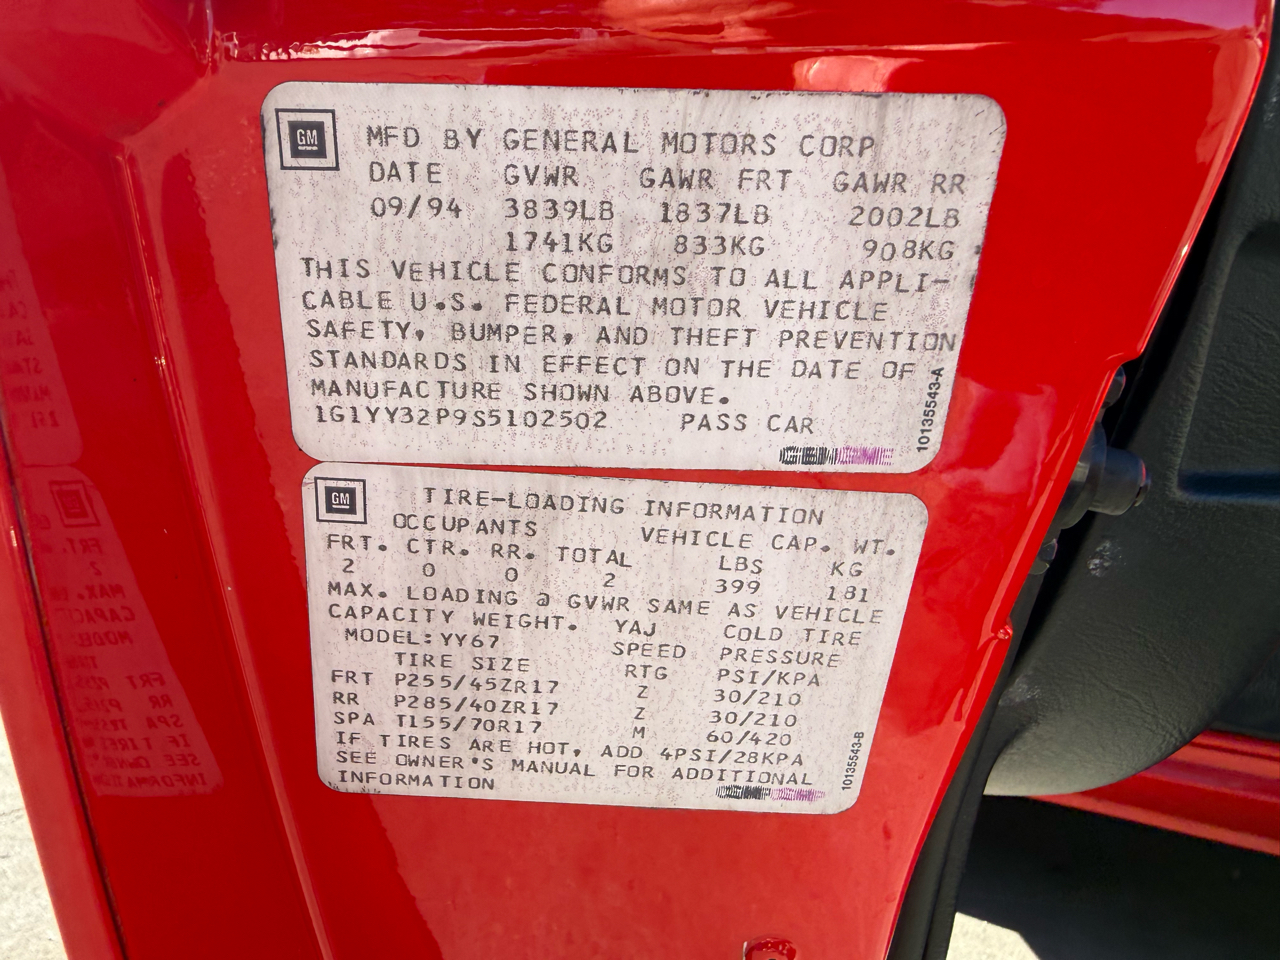 GM
MFD BY GENERAL MOTORS CORP
DATE GVWR GAWR FRT GAWR RR
09/94 3839LB 1837LB 2002LB
1741KG 833KG 908KG
THIS VEHICLE CONFORMS TO ALL APPLI-
CABLE U.S. FEDERAL MOTOR VEHICLE
SAFETY, BUMPER, AND THEFT PREVENTION
STANDARDS IN EFFECT ON THE DATE OF
MANUFACTURE SHOWN ABOVE.
1G1YY32P9S5102502 PASS CAR
10135543-A
GM
TIRE-LOADING INFORMATION
OCCUPANTS VEHICLE CAP. WT.
FRT. CTR. RR. TOTAL LBS KG
2 0 0 2 399 181
MAX. LOADING @ GVWR SAME AS VEHICLE
CAPACITY WEIGHT. YAJ COLD TIRE
MODEL:YY67 SPEED PRESSURE
TIRE SIZE RTG PSI/KPA
FRT P255/45ZR17 Z 30/210
RR P285/40ZR17 Z 30/210
SPA T155/70R17 M 60/420
IF TIRES ARE HOT, ADD 4PSI/28KPA
SEE OWNER'S MANUAL FOR ADDITIONAL
INFORMATION
10135543-B